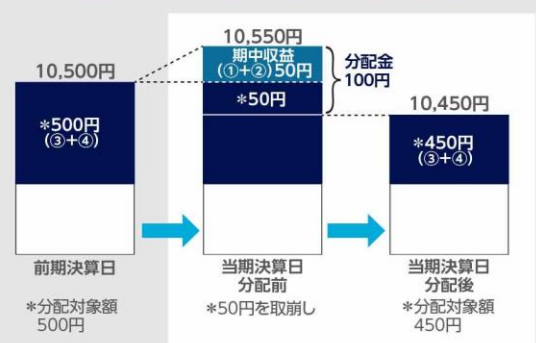 10,500円
*500円
(③+④)
前期決算日
*分配対象額
500円
10,550円
期中収益
(①+②)50円
*50円
分配金
100円
当期決算日
分配前
*50円を取崩し
10,450円
*450円
(③+④)
当期決算日
分配後
*分配対象額
450円